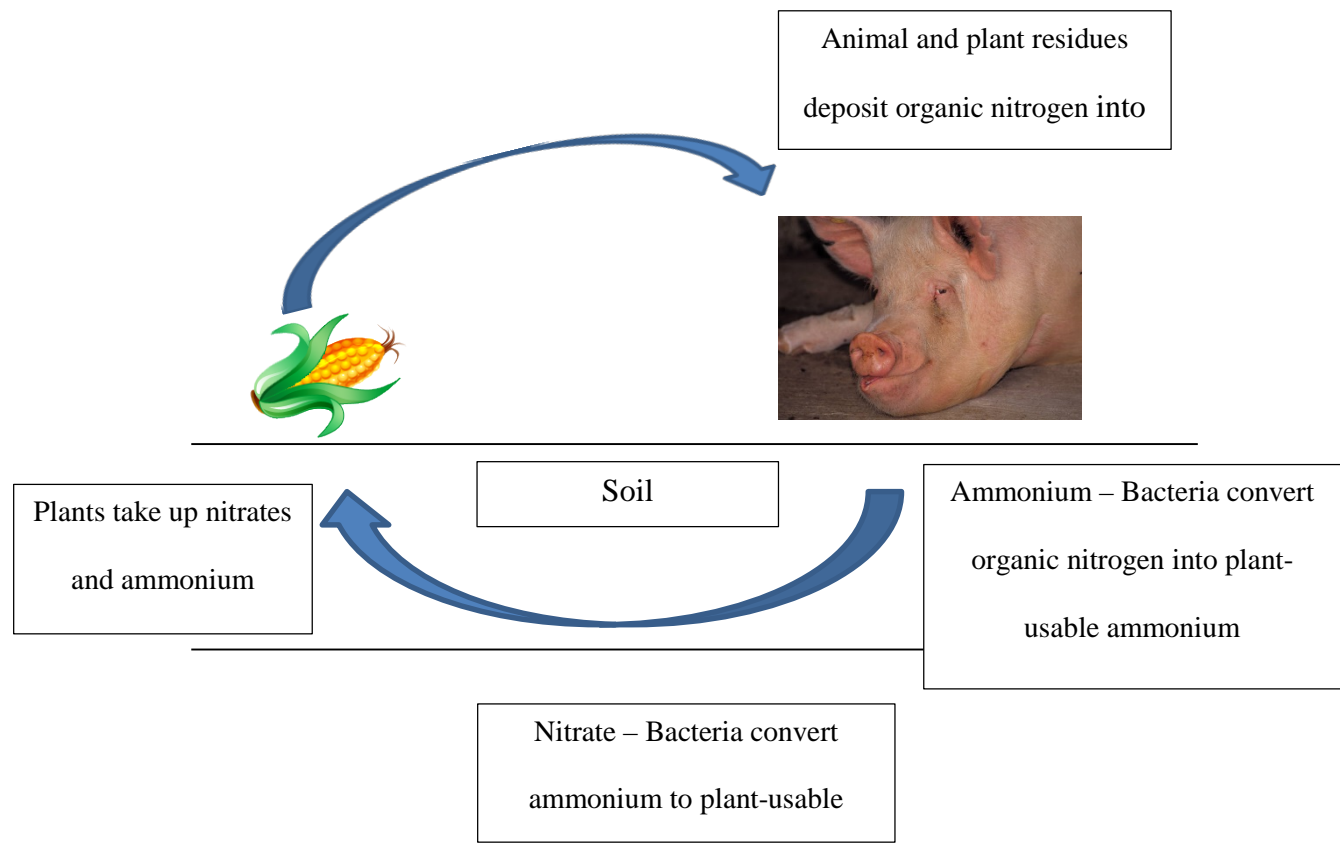 Animal and plant residues
deposit organic nitrogen into
Soil
Plants take up nitrates
and ammonium
Ammonium – Bacteria convert
organic nitrogen into plant-
usable ammonium
Nitrate – Bacteria convert
ammonium to plant-usable